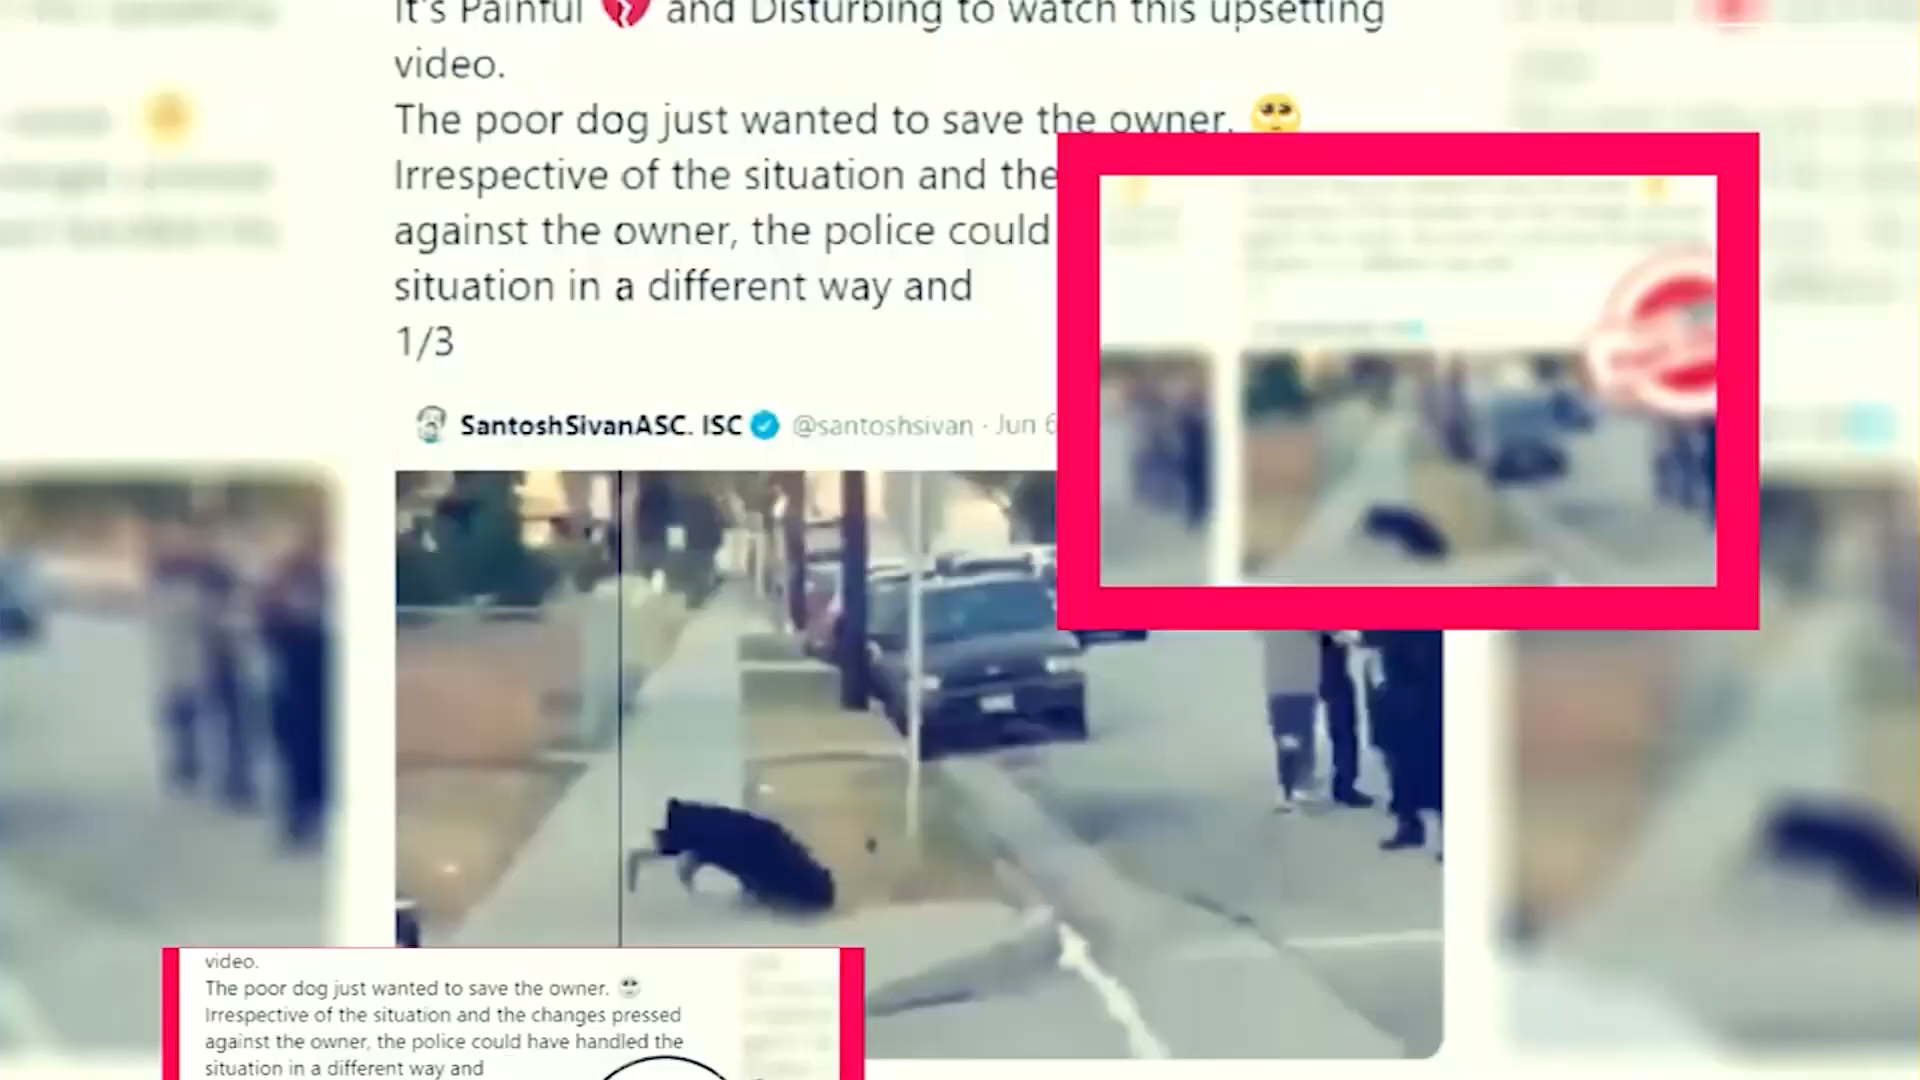 It's Painful 💔 and Disturbing to watch this upsetting
video.
The poor dog just wanted to save the owner. 🥺
Irrespective of the situation and the
against the owner, the police could
situation in a different way and
1/3
SantoshSivanASC. ISC @santoshsivan · Jun 6
video.
The poor dog just wanted to save the owner. 🥺
Irrespective of the situation and the changes pressed
against the owner, the police could have handled the
situation in a different way and